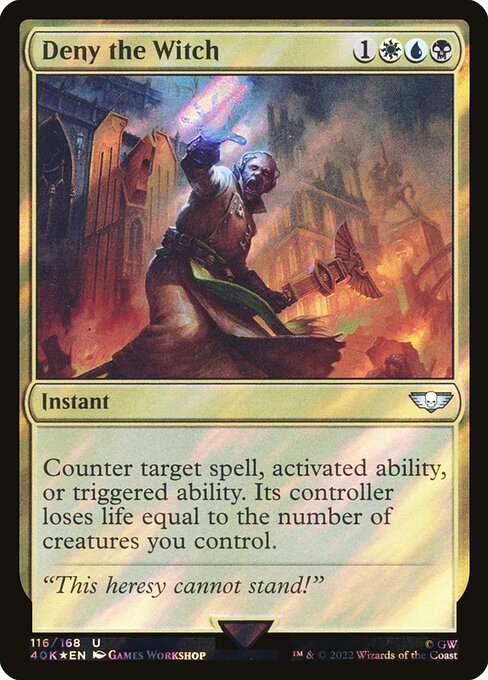 Deny the Witch 1
Instant
Counter target spell, activated ability,
or triggered ability. Its controller
loses life equal to the number of
creatures you control.
“This heresy cannot stand!”
116/168 U
40K★EN Games Workshop
© GW
™ & © 2022 Wizards of the Coast